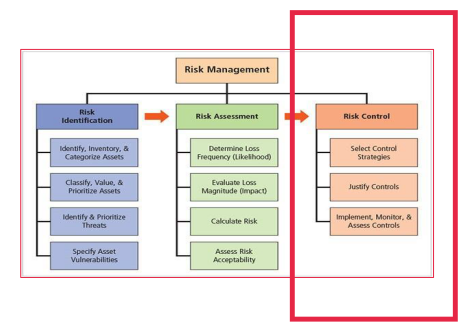 Risk Management
Risk
Identification
Risk Assessment
Risk Control
Identify, Inventory, &
Categorize Assets
Determine Loss
Frequency (Likelihood)
Select Control
Strategies
Classify, Value, &
Prioritize Assets
Evaluate Loss
Magnitude (Impact)
Justify Controls
Identify & Prioritize
Threats
Calculate Risk
Implement, Monitor, &
Assess Controls
Specify Asset
Vulnerabilities
Assess Risk
Acceptability